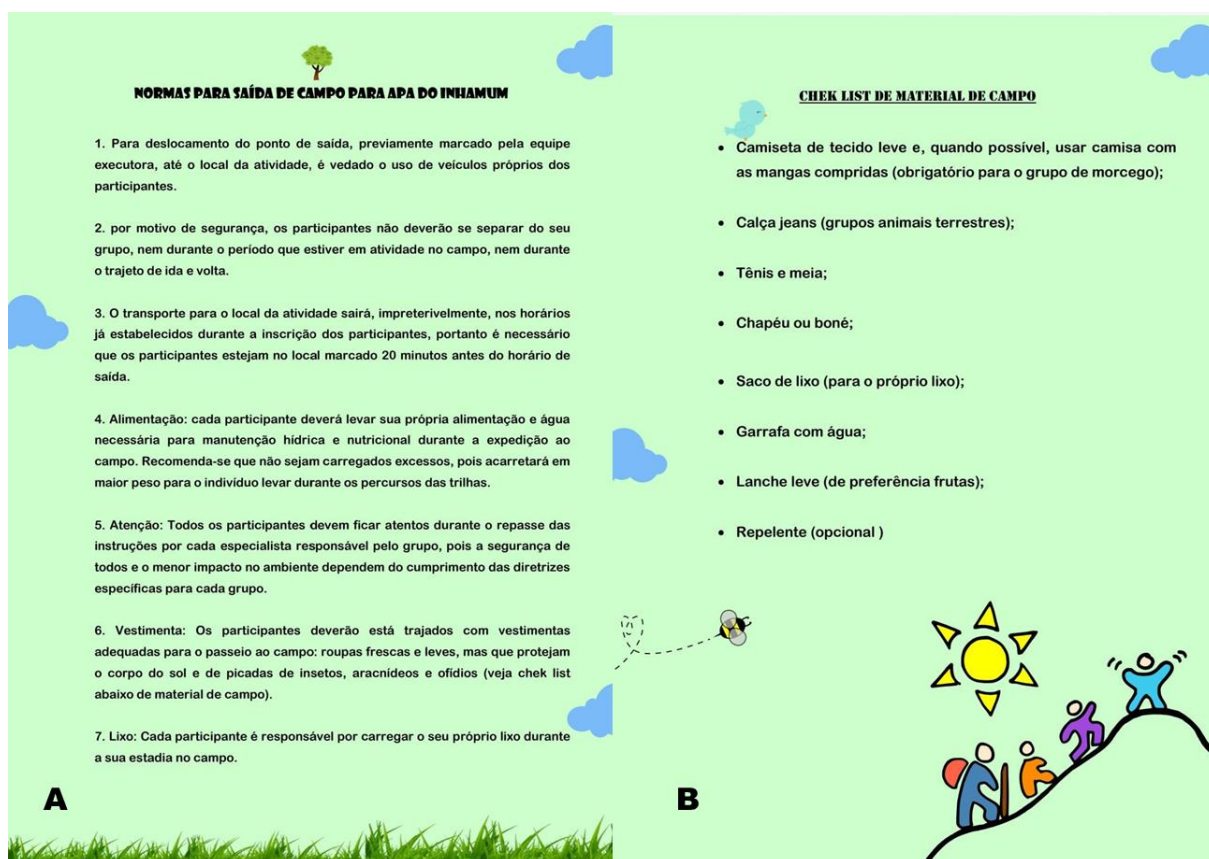 NORMAS PARA SAÍDA DE CAMPO PARA APA DO INHAMUM
1. Para deslocamento do ponto de saída, previamente marcado pela equipe
executora, até o local da atividade, é vedado o uso de veículos próprios dos
participantes.
2. por motivo de segurança, os participantes não deverão se separar do seu
grupo, nem durante o período que estiver em atividade no campo, nem durante
o trajeto de ida e volta.
3. O transporte para o local da atividade sairá, impreterivelmente, nos horários
já estabelecidos durante a inscrição dos participantes, portanto é necessário
que os participantes estejam no local marcado 20 minutos antes do horário de
saída.
4. Alimentação: cada participante deverá levar sua própria alimentação e água
necessária para manutenção hídrica e nutricional durante a expedição ao
campo. Recomenda-se que não sejam carregados excessos, pois acarretará em
maior peso para o indivíduo levar durante os percursos das trilhas.
5. Atenção: Todos os participantes devem ficar atentos durante o repasse das
instruções por cada especialista responsável pelo grupo, pois a segurança de
todos e o menor impacto no ambiente dependem do cumprimento das diretrizes
específicas para cada grupo.
6. Vestimenta: Os participantes deverão está trajados com vestimentas
adequadas para o passeio ao campo: roupas frescas e leves, mas que protejam
o corpo do sol e de picadas de insetos, aracnídeos e ofídios (veja chek list
abaixo de material de campo).
7. Lixo: Cada participante é responsável por carregar o seu próprio lixo durante
a sua estadia no campo.
A
CHEK LIST DE MATERIAL DE CAMPO
• Camiseta de tecido leve e, quando possível, usar camisa com
as mangas compridas (obrigatório para o grupo de morcego);
• Calça jeans (grupos animais terrestres);
• Tênis e meia;
• Chapéu ou boné;
• Saco de lixo (para o próprio lixo);
• Garrafa com água;
• Lanche leve (de preferência frutas);
• Repelente (opcional )
B